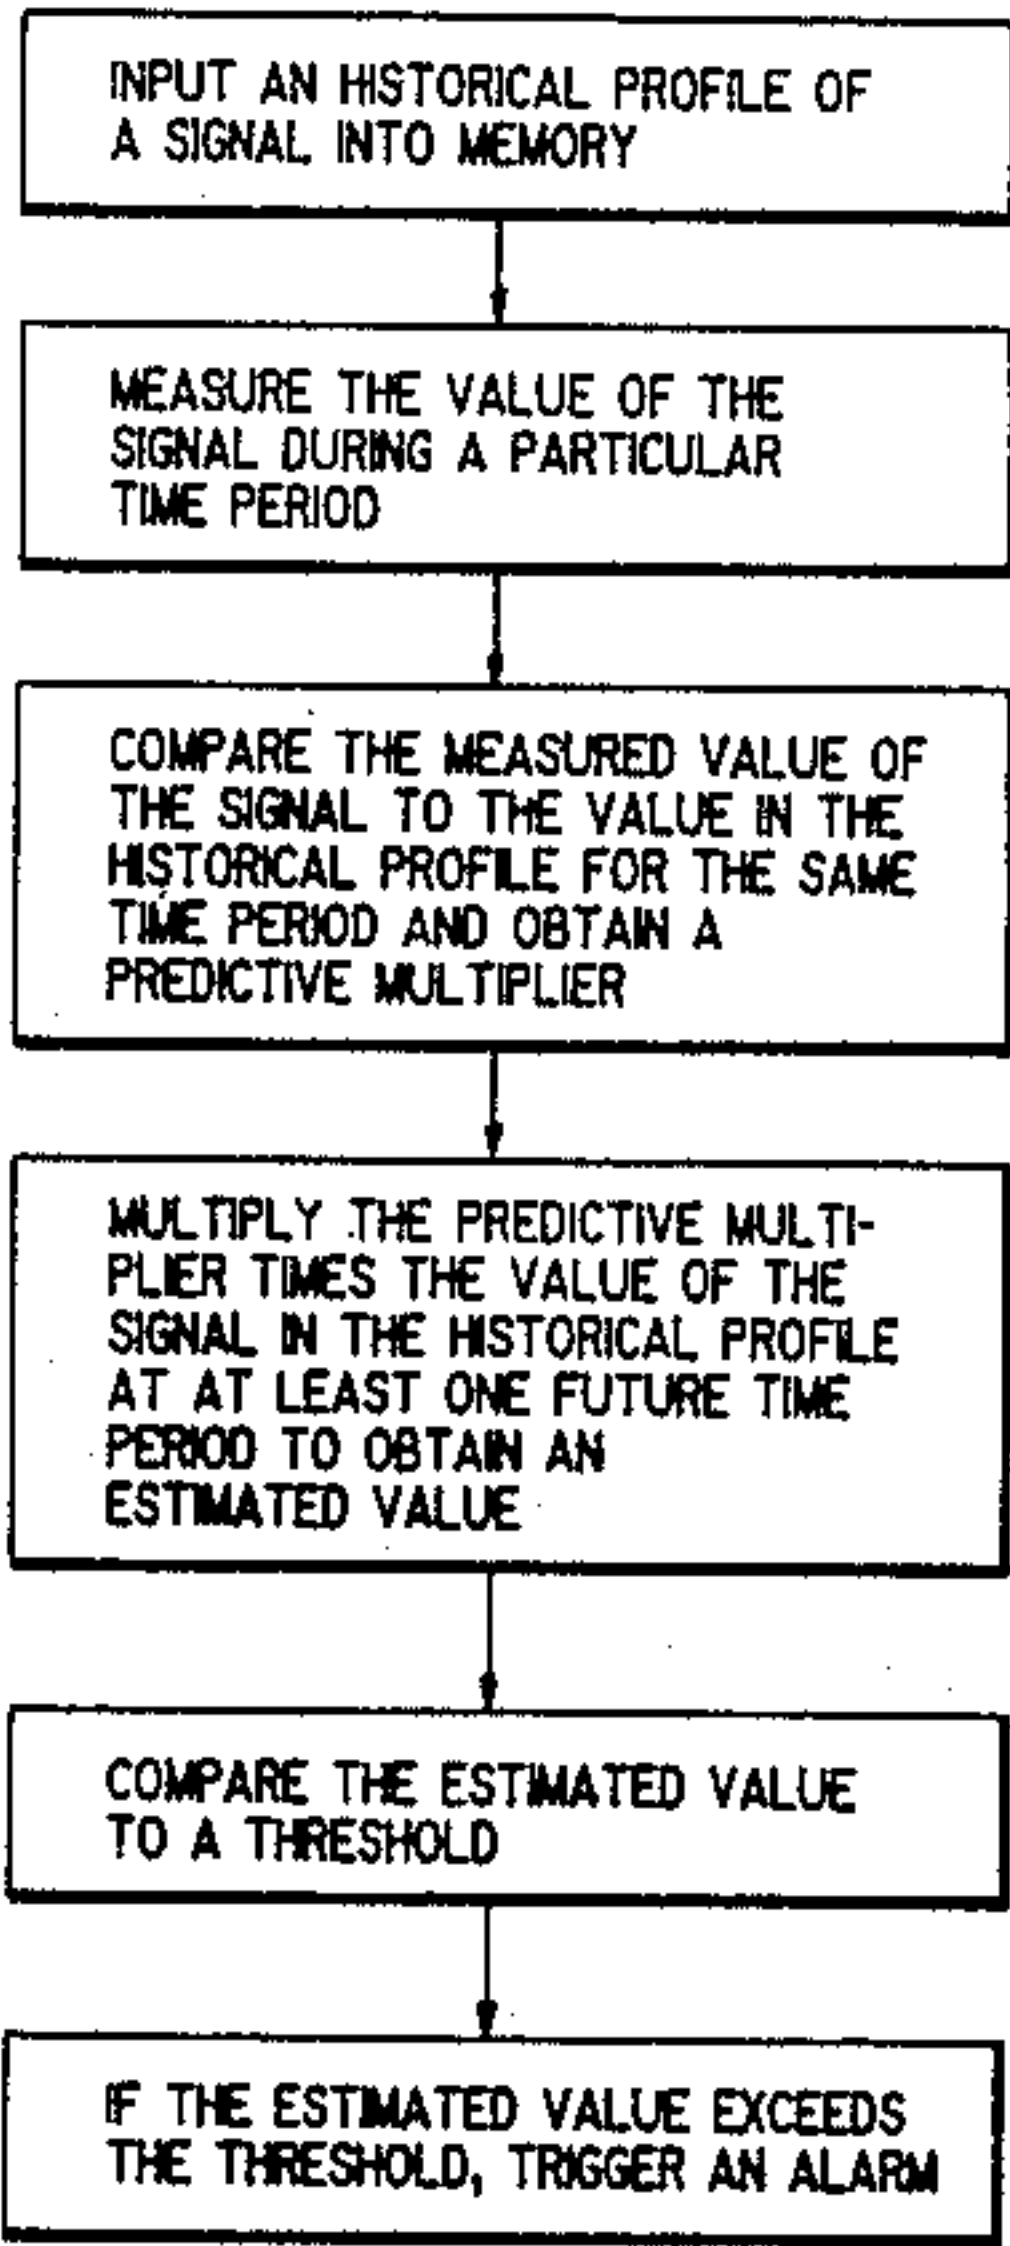 INPUT AN HISTORICAL PROFILE OF
A SIGNAL INTO MEMORY
MEASURE THE VALUE OF THE
SIGNAL DURING A PARTICULAR
TIME PERIOD
COMPARE THE MEASURED VALUE OF
THE SIGNAL TO THE VALUE IN THE
HISTORICAL PROFILE FOR THE SAME
TIME PERIOD AND OBTAIN A
PREDICTIVE MULTIPLIER
MULTIPLY THE PREDICTIVE MULTI-
PLIER TIMES THE VALUE OF THE
SIGNAL IN THE HISTORICAL PROFILE
AT AT LEAST ONE FUTURE TIME
PERIOD TO OBTAIN AN
ESTIMATED VALUE
COMPARE THE ESTIMATED VALUE
TO A THRESHOLD
IF THE ESTIMATED VALUE EXCEEDS
THE THRESHOLD, TRIGGER AN ALARM